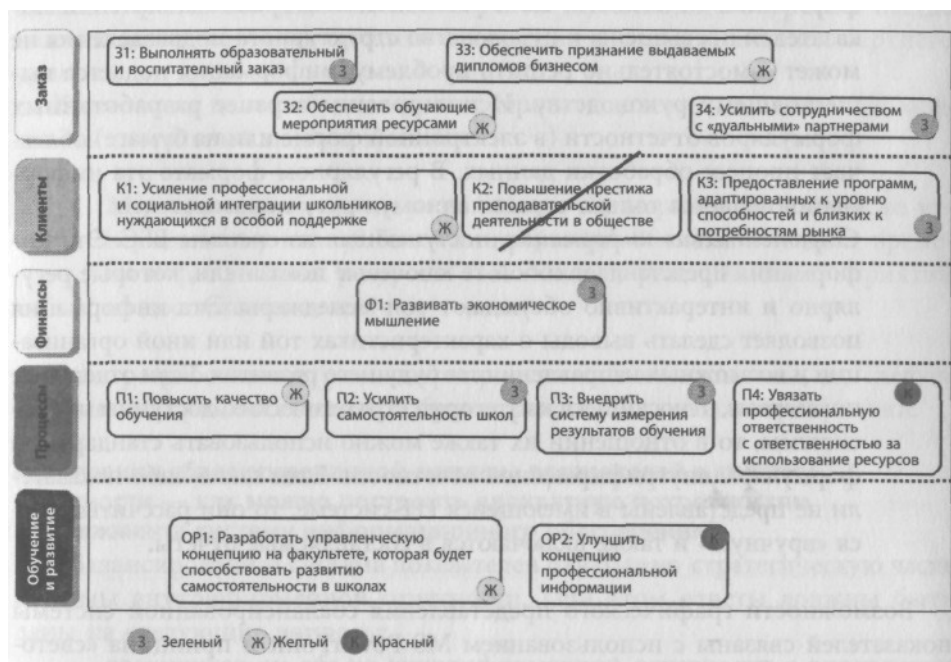 Заказ
З1: Выполнять образовательный
и воспитательный заказ
З
З3: Обеспечить признание выдаваемых
дипломов бизнесом
Ж
З2: Обеспечить обучающие
мероприятия ресурсами
Ж
З4: Усилить сотрудничеством
с «дуальными» партнерами
З
Клиенты
К1: Усиление профессиональной
и социальной интеграции школьников,
нуждающихся в особой поддержке
Ж
К2: Повышение престижа
преподавательской
деятельности в обществе
К3: Предоставление программ,
адаптированных к уровню
способностей и близких к
потребностям рынка
З
Финансы
Ф1: Развивать экономическое
мышление
З
Процессы
П1: Повысить качество
обучения
Ж
П2: Усилить
самостоятельность школ
З
П3: Внедрить
систему измерения
результатов обучения
З
П4: Увязать
профессиональную
ответственность
с ответственностью за
использование ресурсов
К
Обучение
и развитие
ОР1: Разработать управленческую
концепцию на факультете, которая будет
способствовать развитию
самостоятельности в школах
Ж
ОР2: Улучшить
концепцию
профессиональной
информации
К
З Зеленый Ж Желтый К Красный